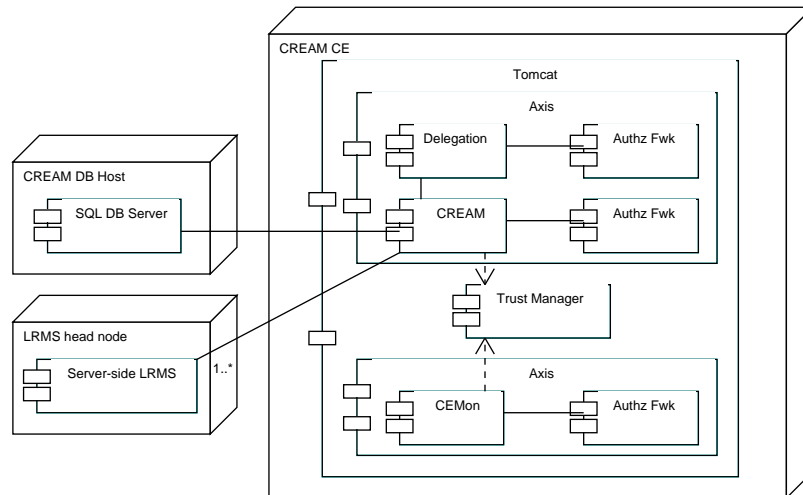 CREAM CE
Tomcat
Axis
Delegation
Authz Fwk
CREAM DB Host
SQL DB Server
CREAM
Authz Fwk
Trust Manager
LRMS head node
Server-side LRMS
1..*
Axis
CEMon
Authz Fwk